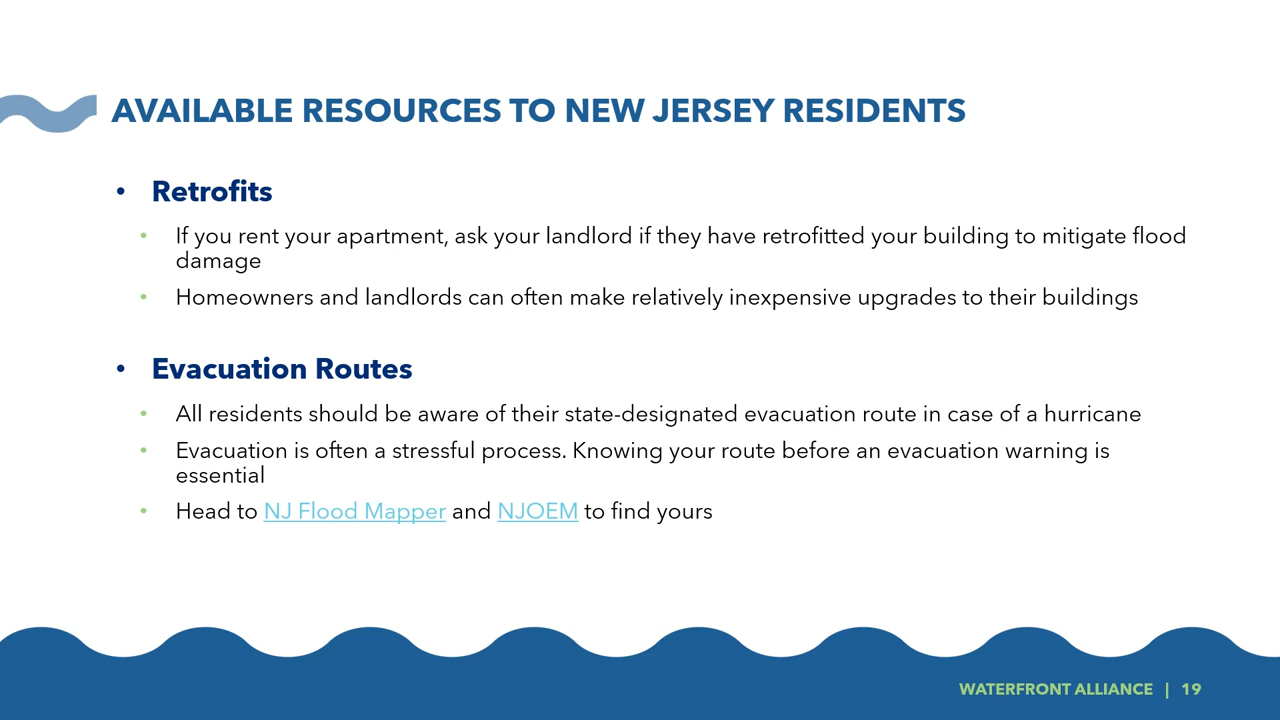 AVAILABLE RESOURCES TO NEW JERSEY RESIDENTS
• Retrofits
• If you rent your apartment, ask your landlord if they have retrofitted your building to mitigate flood
damage
• Homeowners and landlords can often make relatively inexpensive upgrades to their buildings
• Evacuation Routes
• All residents should be aware of their state-designated evacuation route in case of a hurricane
• Evacuation is often a stressful process. Knowing your route before an evacuation warning is
essential
• Head to NJ Flood Mapper and NJOEM to find yours
WATERFRONT ALLIANCE | 19